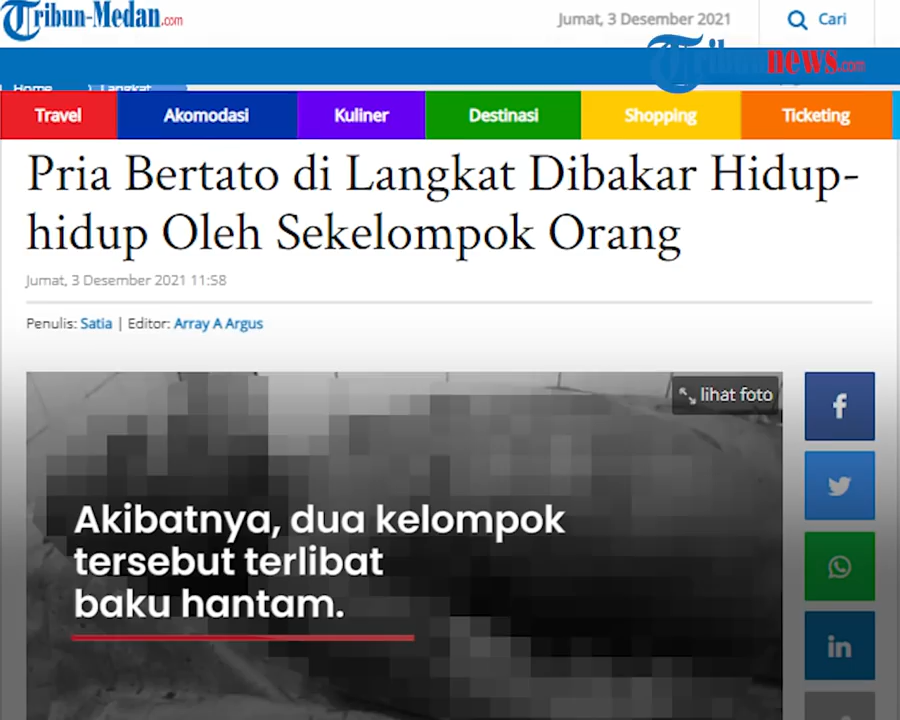 Tribun-Medan.com
Jumat, 3 Desember 2021
Cari
Tribunnews.com
Home
Langkat
Travel
Akomodasi
Kuliner
Destinasi
Shopping
Ticketing
Pria Bertato di Langkat Dibakar Hidup-
hidup Oleh Sekelompok Orang
Jumat, 3 Desember 2021 11:58
Penulis: Satia | Editor: Array A Argus
lihat foto
Akibatnya, dua kelompok
tersebut terlibat
baku hantam.